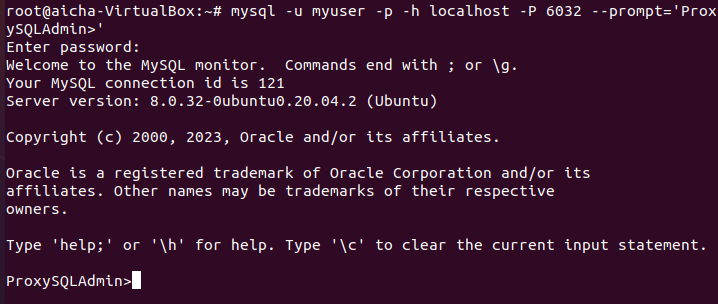 root@aicha-VirtualBox:~# mysql -u myuser -p -h localhost -P 6032 --prompt='Prox
ySQLAdmin>'
Enter password:
Welcome to the MySQL monitor.  Commands end with ; or \g.
Your MySQL connection id is 121
Server version: 8.0.32-0ubuntu0.20.04.2 (Ubuntu)

Copyright (c) 2000, 2023, Oracle and/or its affiliates.

Oracle is a registered trademark of Oracle Corporation and/or its
affiliates. Other names may be trademarks of their respective
owners.

Type 'help;' or '\h' for help. Type '\c' to clear the current input statement.

ProxySQLAdmin>